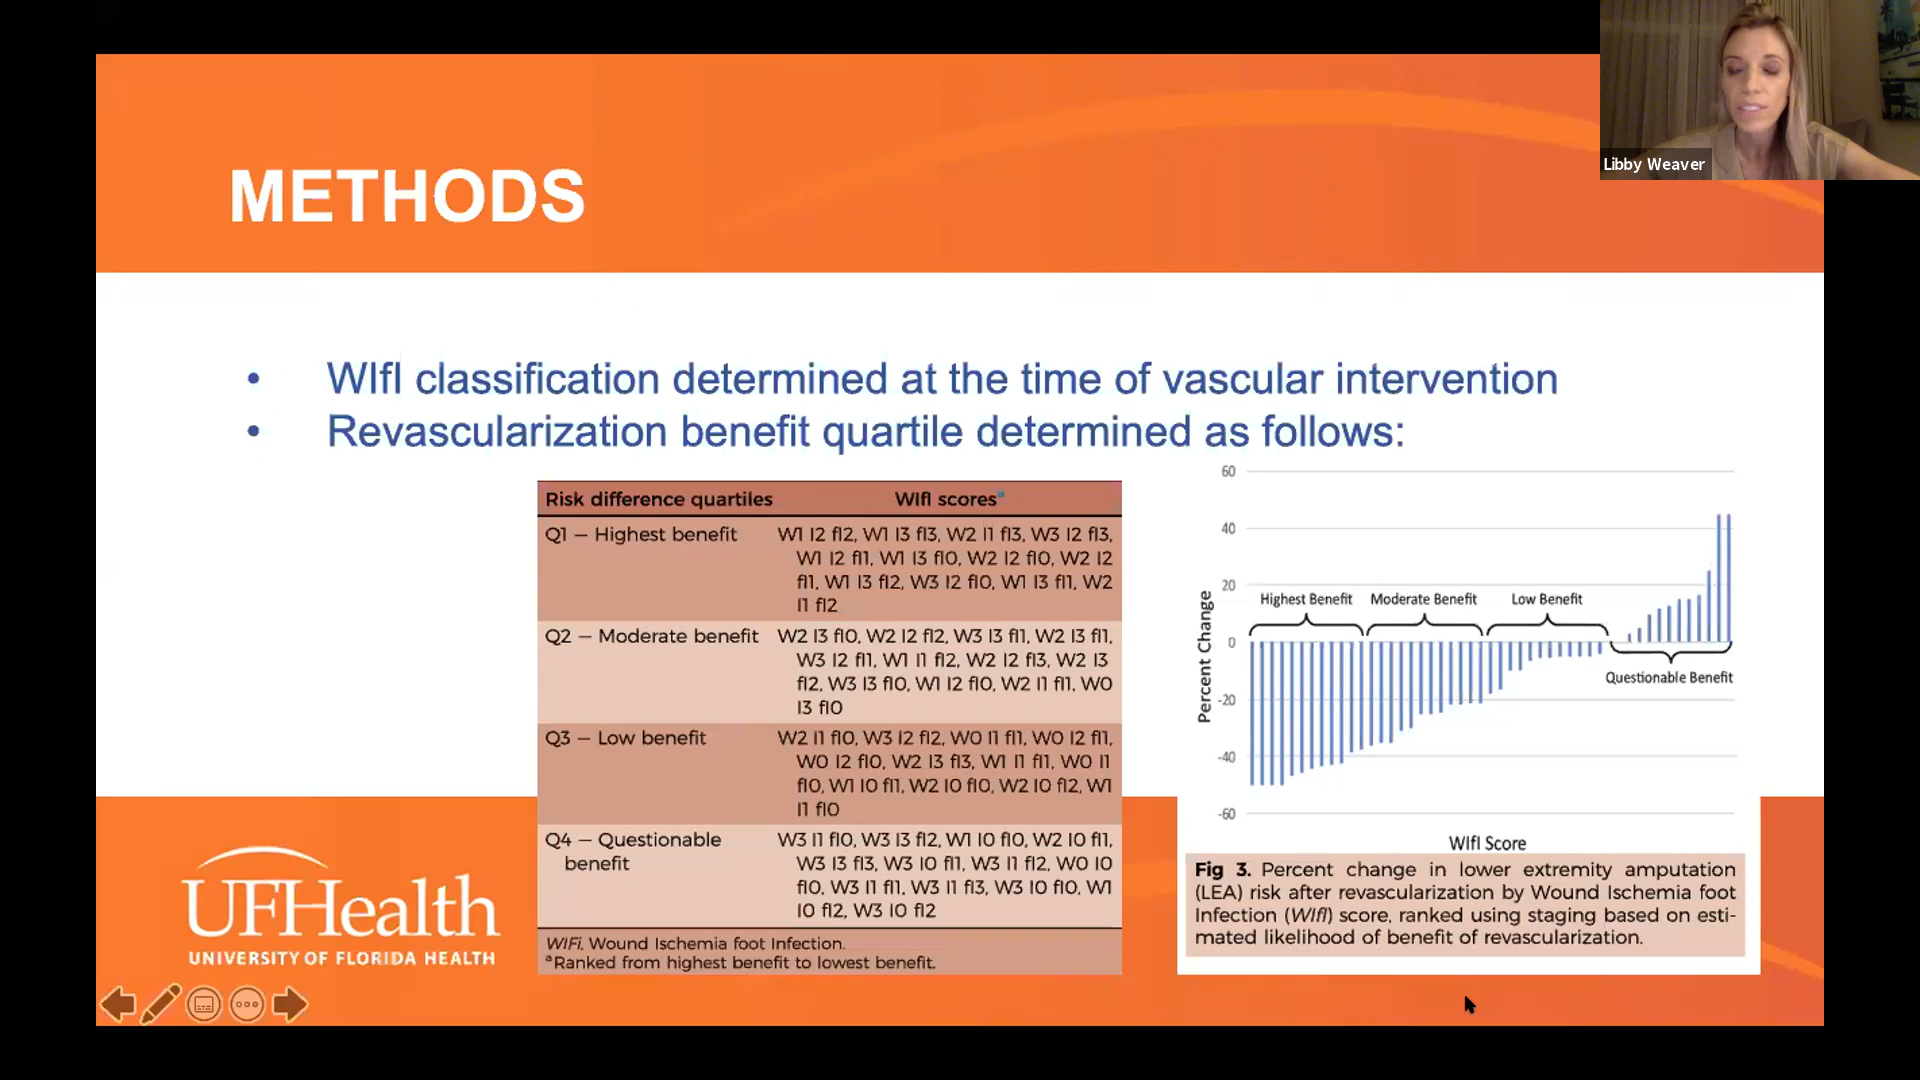 Libby Weaver
METHODS
• WIfI classification determined at the time of vascular intervention
• Revascularization benefit quartile determined as follows:
Risk difference quartiles WIfI scoresª
Q1 — Highest benefit W1 I2 fI2, W1 I3 fI3, W2 I1 fI3, W3 I2 fI3,
W1 I2 fI1, W1 I3 fI0, W2 I2 fI0, W2 I2
fI1, W1 I3 fI2, W3 I2 fI0, W1 I3 fI1, W2
I1 fI2
Q2 — Moderate benefit W2 I3 fI0, W2 I2 fI2, W3 I3 fI1, W2 I3 fI1,
W3 I2 fI1, W1 I1 fI2, W2 I2 fI3, W2 I3
fI2, W3 I3 fI0, W1 I2 fI0, W2 I1 fI1, W0
I3 fI0
Q3 — Low benefit W2 I1 fI0, W3 I2 fI2, W0 I1 fI1, W0 I2 fI1,
W0 I2 fI0, W2 I3 fI3, W1 I1 fI1, W0 I1
fI0, W1 I0 fI1, W2 I0 fI0, W2 I0 fI2, W1
I1 fI0
Q4 — Questionable W3 I1 fI0, W3 I3 fI2, W1 I0 fI0, W2 I0 fI1,
benefit W3 I3 fI3, W3 I0 fI1, W3 I1 fI2, W0 I0
fI0, W3 I1 fI1, W3 I1 fI3, W3 I0 fI0, W1
I0 fI2, W3 I0 fI2
WIFi, Wound Ischemia foot Infection.
ªRanked from highest benefit to lowest benefit.
60
40
20
0
-20
-40
-60
Percent Change
Highest Benefit Moderate Benefit Low Benefit
Questionable Benefit
WIfI Score
Fig 3. Percent change in lower extremity amputation
(LEA) risk after revascularization by Wound Ischemia foot
Infection (WIfI) score, ranked using staging based on esti-
mated likelihood of benefit of revascularization.
UFHealth
UNIVERSITY OF FLORIDA HEALTH